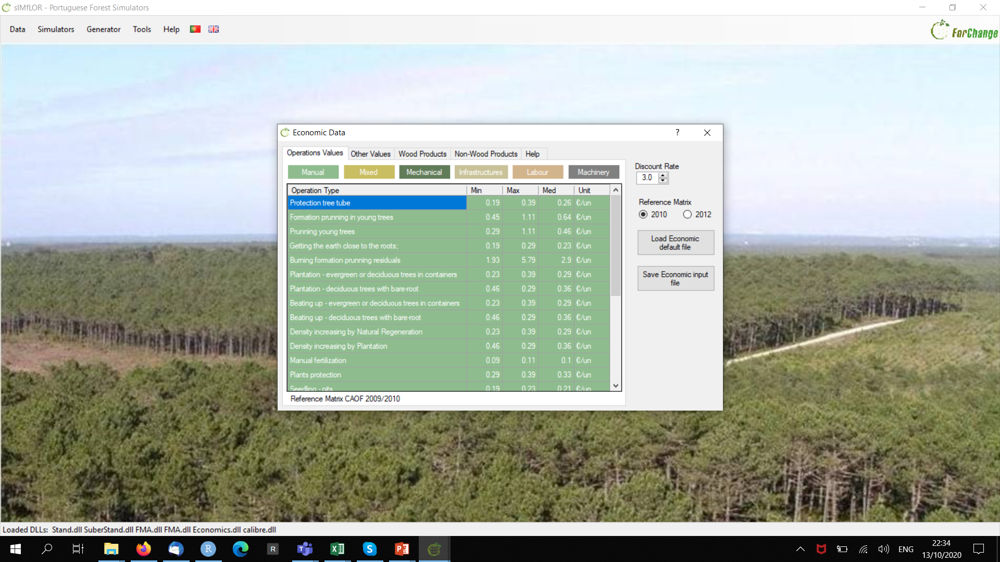 sIMfLOR - Portuguese Forest Simulators
Data Simulators Generator Tools Help
ForChange
Economic Data ?
Operations Values Other Values Wood Products Non-Wood Products Help
Manual Mixed Mechanical Infrastructures Labour Machinery
Operation Type Min Max Med Unit
Protection tree tube 0.19 0.39 0.26 €/un
Formation prunning in young trees 0.45 1.11 0.64 €/un
Prunning young trees 0.29 1.11 0.46 €/un
Getting the earth close to the roots; 0.19 0.29 0.23 €/un
Burning formation prunning residuals 1.93 5.79 2.9 €/un
Plantation - evergreen or deciduous trees in containers 0.23 0.39 0.29 €/un
Plantation - deciduous trees with bare-root 0.46 0.29 0.36 €/un
Beating up - evergreen or deciduous trees in containers 0.23 0.39 0.29 €/un
Beating up - deciduous trees with bare-root 0.46 0.29 0.36 €/un
Density increasing by Natural Regeneration 0.23 0.39 0.29 €/un
Density increasing by Plantation 0.46 0.29 0.36 €/un
Manual fertilization 0.09 0.11 0.1 €/un
Plants protection 0.29 0.39 0.33 €/un
Seedling - pits 0.19 0.23 0.21 €/un
Reference Matrix CAOF 2009/2010
Discount Rate
3.0
Reference Matrix
2010 2012
Load Economic
default file
Save Economic input
file
Loaded DLLs: Stand.dll SuberStand.dll FMA.dll FMA.dll Economics.dll calibre.dll
ENG
22:34
13/10/2020